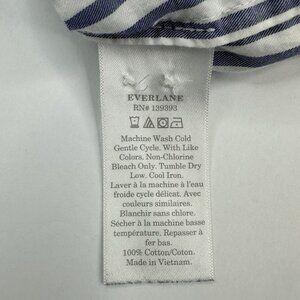 EVERLANE
RN# 139393
Machine Wash Cold
Gentle Cycle. With Like
Colors. Non-Chlorine
Bleach Only. Tumble Dry
Low. Cool Iron.
Laver à la machine à l'eau
froide cycle délicat. Avec
couleurs similaires.
Blanchir sans chlore.
Sécher à la machine basse
température. Repasser à
fer bas.
100% Cotton/Coton.
Made in Vietnam.